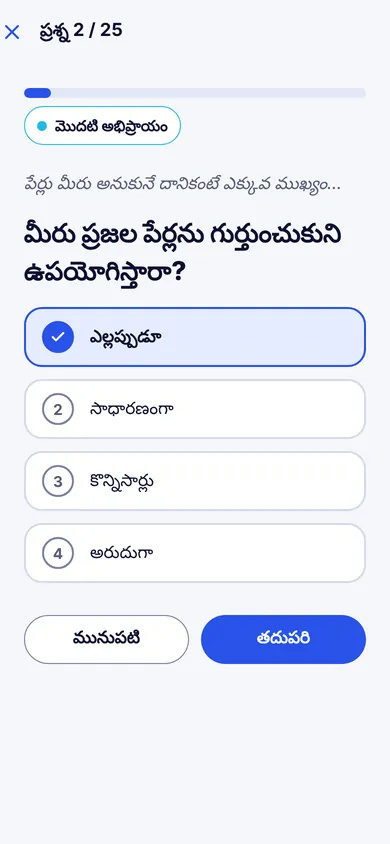 ప్రశ్న 2 / 25
మొదటి అభిప్రాయం
పేర్లు మీరు అనుకునే దానికంటే ఎక్కువ ముఖ్యం...
మీరు ప్రజల పేర్లను గుర్తుంచుకుని
ఉపయోగిస్తారా?
ఎల్లప్పుడూ
2 సాధారణంగా
3 కొన్నిసార్లు
4 అరుదుగా
మునుపటి తదుపరి